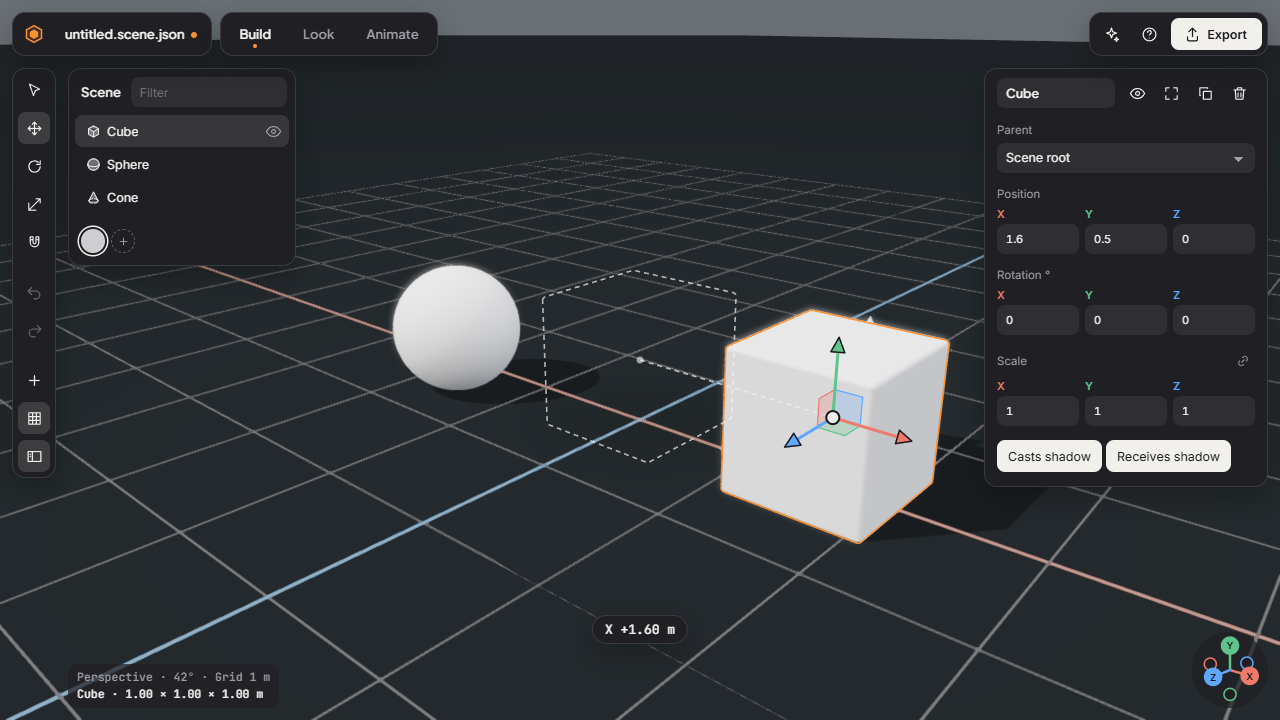 untitled.scene.json
Build Look Animate
Export
Scene Filter
Cube
Sphere
Cone
Cube
Parent
Scene root
Position
X Y Z
1.6 0.5 0
Rotation °
X Y Z
0 0 0
Scale
X Y Z
1 1 1
Casts shadow Receives shadow
X +1.60 m
Perspective · 42° · Grid 1 m
Cube · 1.00 × 1.00 × 1.00 m
Y
Z X